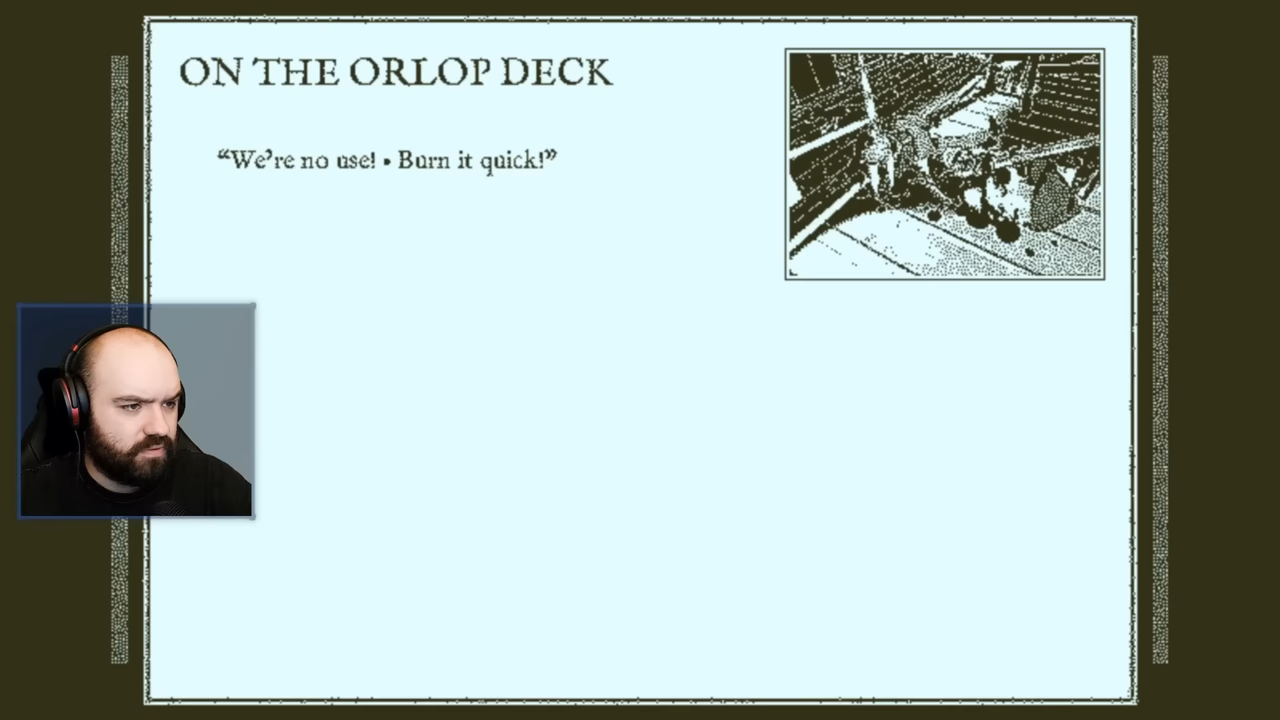 ON THE ORLOP DECK
“We’re no use! • Burn it quick!”